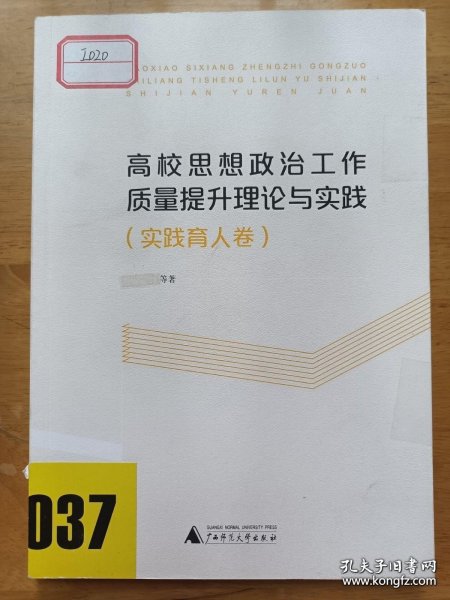 1020
OXIAO SIXIANG ZHENGZHI GONGZUO
ILIANG TISHENG LILUN YU SHIJIAN
SHIJIAN YUREN JUAN
高校思想政治工作
质量提升理论与实践
(实践育人卷)
等著
037
GUANGXI NORMAL UNIVERSITY PRESS
广西师范大学出版社
孔夫子旧书网
www.kongfz.com